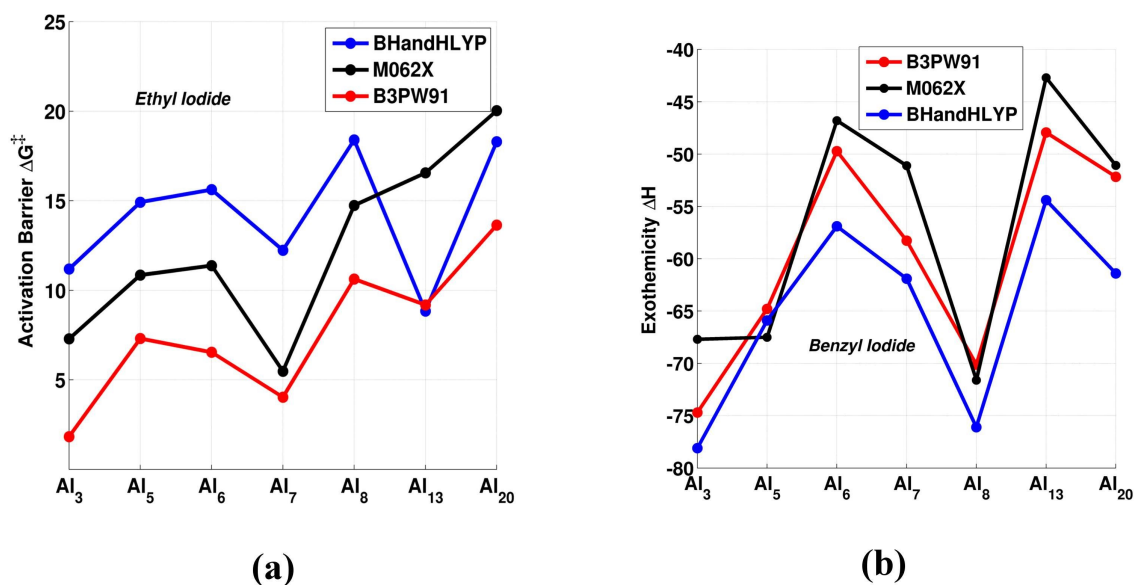 25
20
15
10
5
Activation Barrier ΔG‡
Ethyl Iodide
BHandHLYP
M062X
B3PW91
Al3 Al5 Al6 Al7 Al8 Al13 Al20
(a)
-40
-45
-50
-55
-60
-65
-70
-75
-80
Exothemicity ΔH
B3PW91
M062X
BHandHLYP
Benzyl Iodide
Al3 Al5 Al6 Al7 Al8 Al13 Al20
(b)